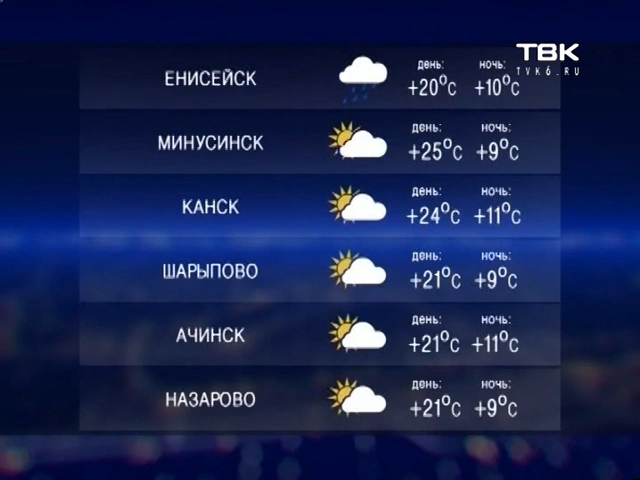 ТВК
TVK6.RU
ЕНИСЕЙСК день: +20°C ночь: +10°C
МИНУСИНСК день: +25°C ночь: +9°C
КАНСК день: +24°C ночь: +11°C
ШАРЫПОВО день: +21°C ночь: +9°C
АЧИНСК день: +21°C ночь: +11°C
НАЗАРОВО день: +21°C ночь: +9°C